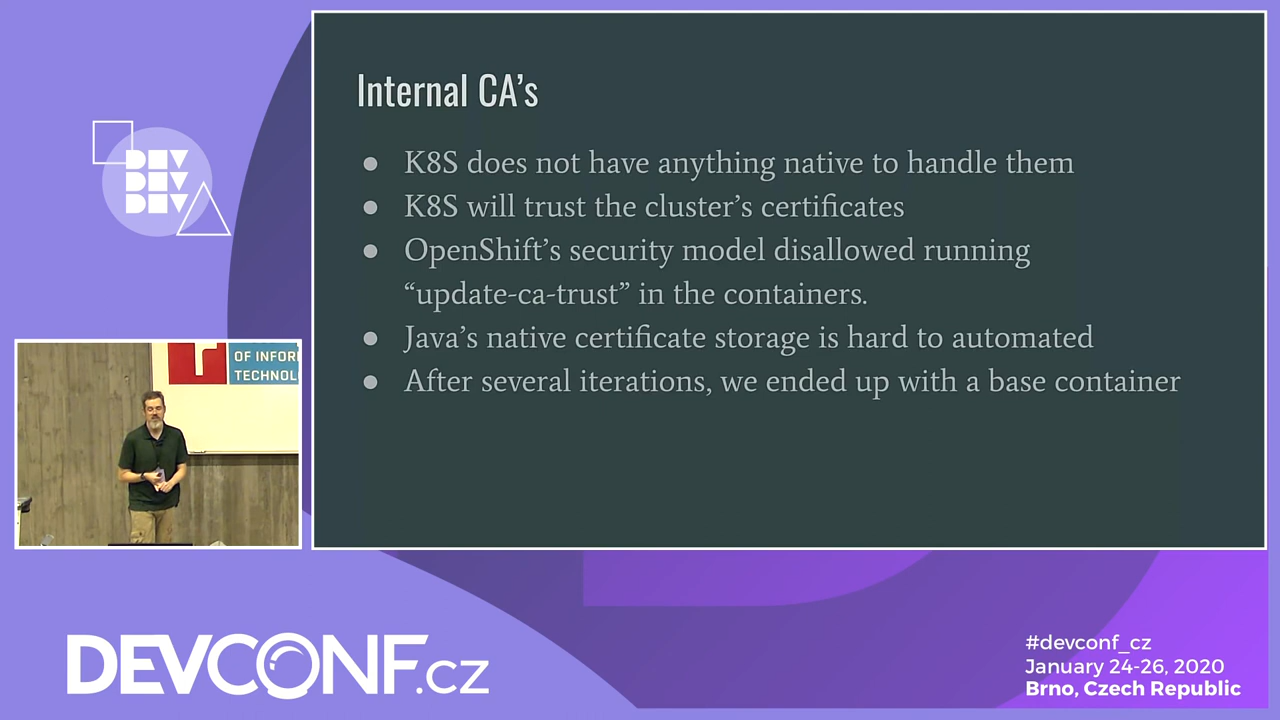 Internal CA's
● K8S does not have anything native to handle them
● K8S will trust the cluster's certificates
● OpenShift's security model disallowed running
“update-ca-trust” in the containers.
● Java's native certificate storage is hard to automated
● After several iterations, we ended up with a base container
DEV
DEV
DEV
OF INFOR
TECHNOL
DEVCONF.cz
#devconf_cz
January 24-26, 2020
Brno, Czech Republic